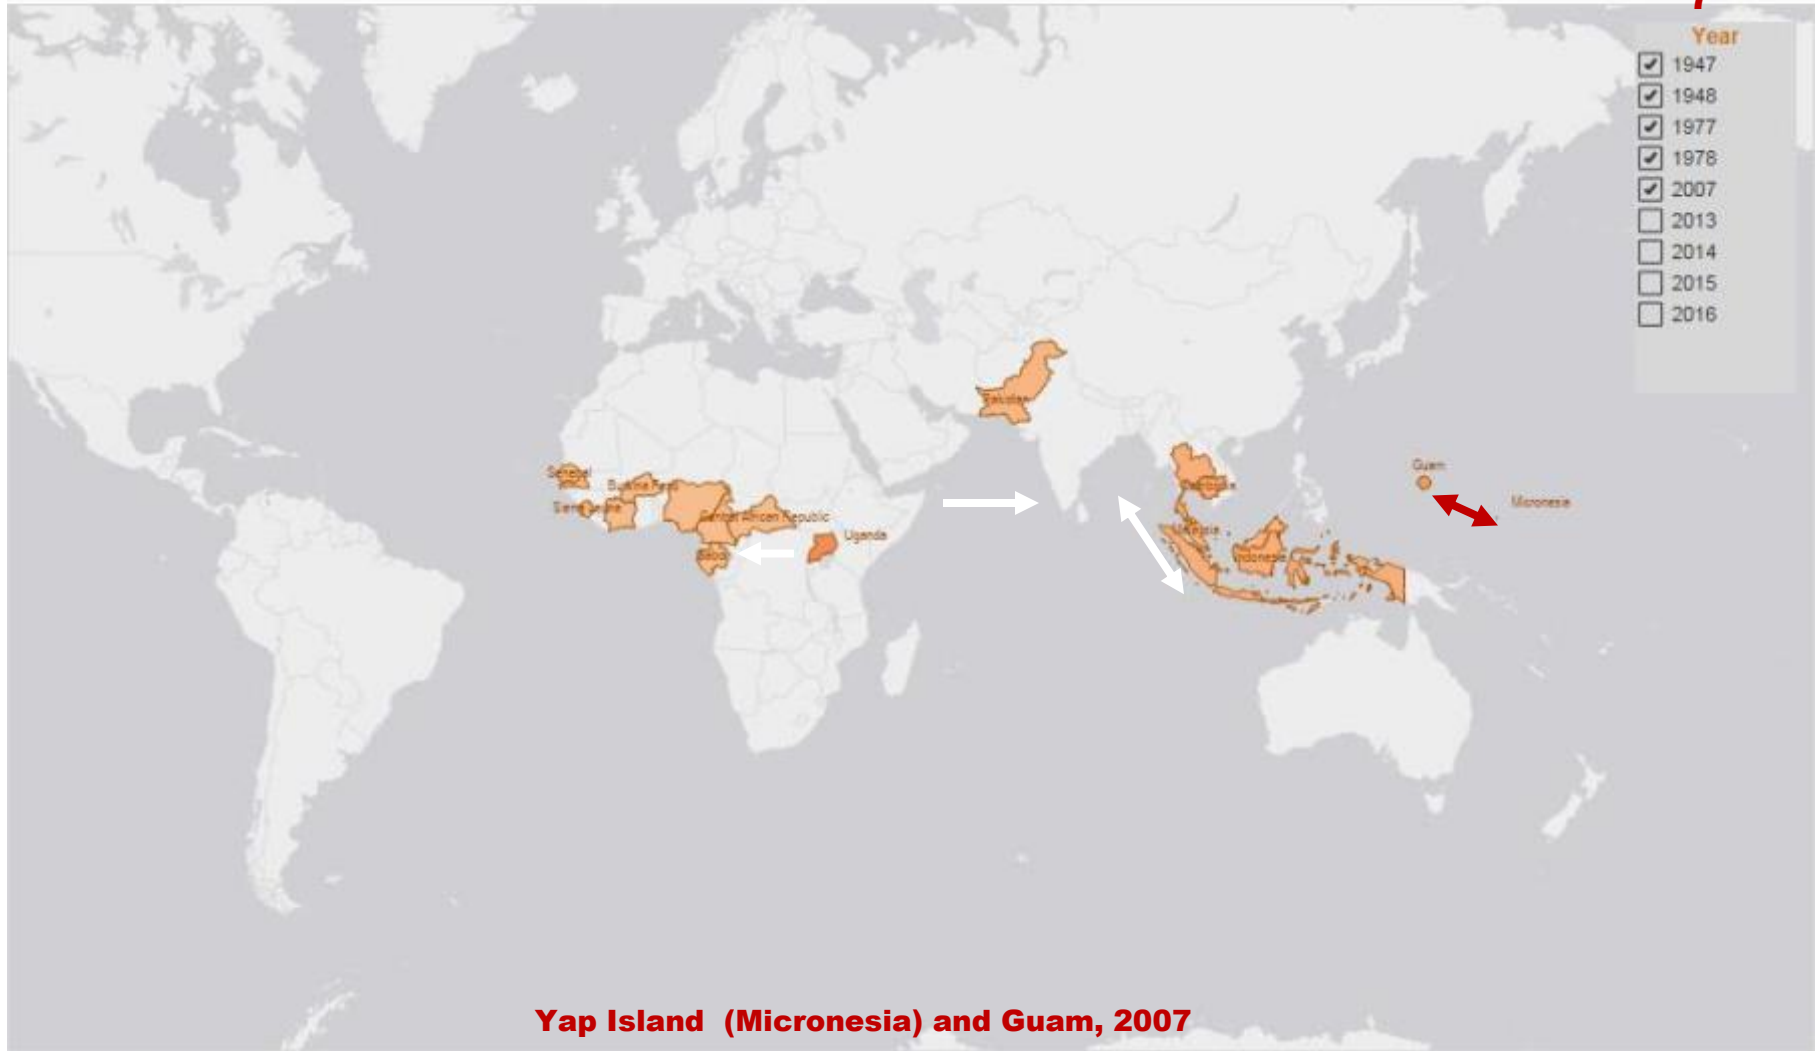 Year
1947
1948
1977
1978
2007
2013
2014
2015
2016
Pakistan
Senegal
Burkina Faso
Sierra Leone
Central African Republic
Uganda
Gabon
Cambodia
Malaysia
Indonesia
Guam
Micronesia
Yap Island (Micronesia) and Guam, 2007